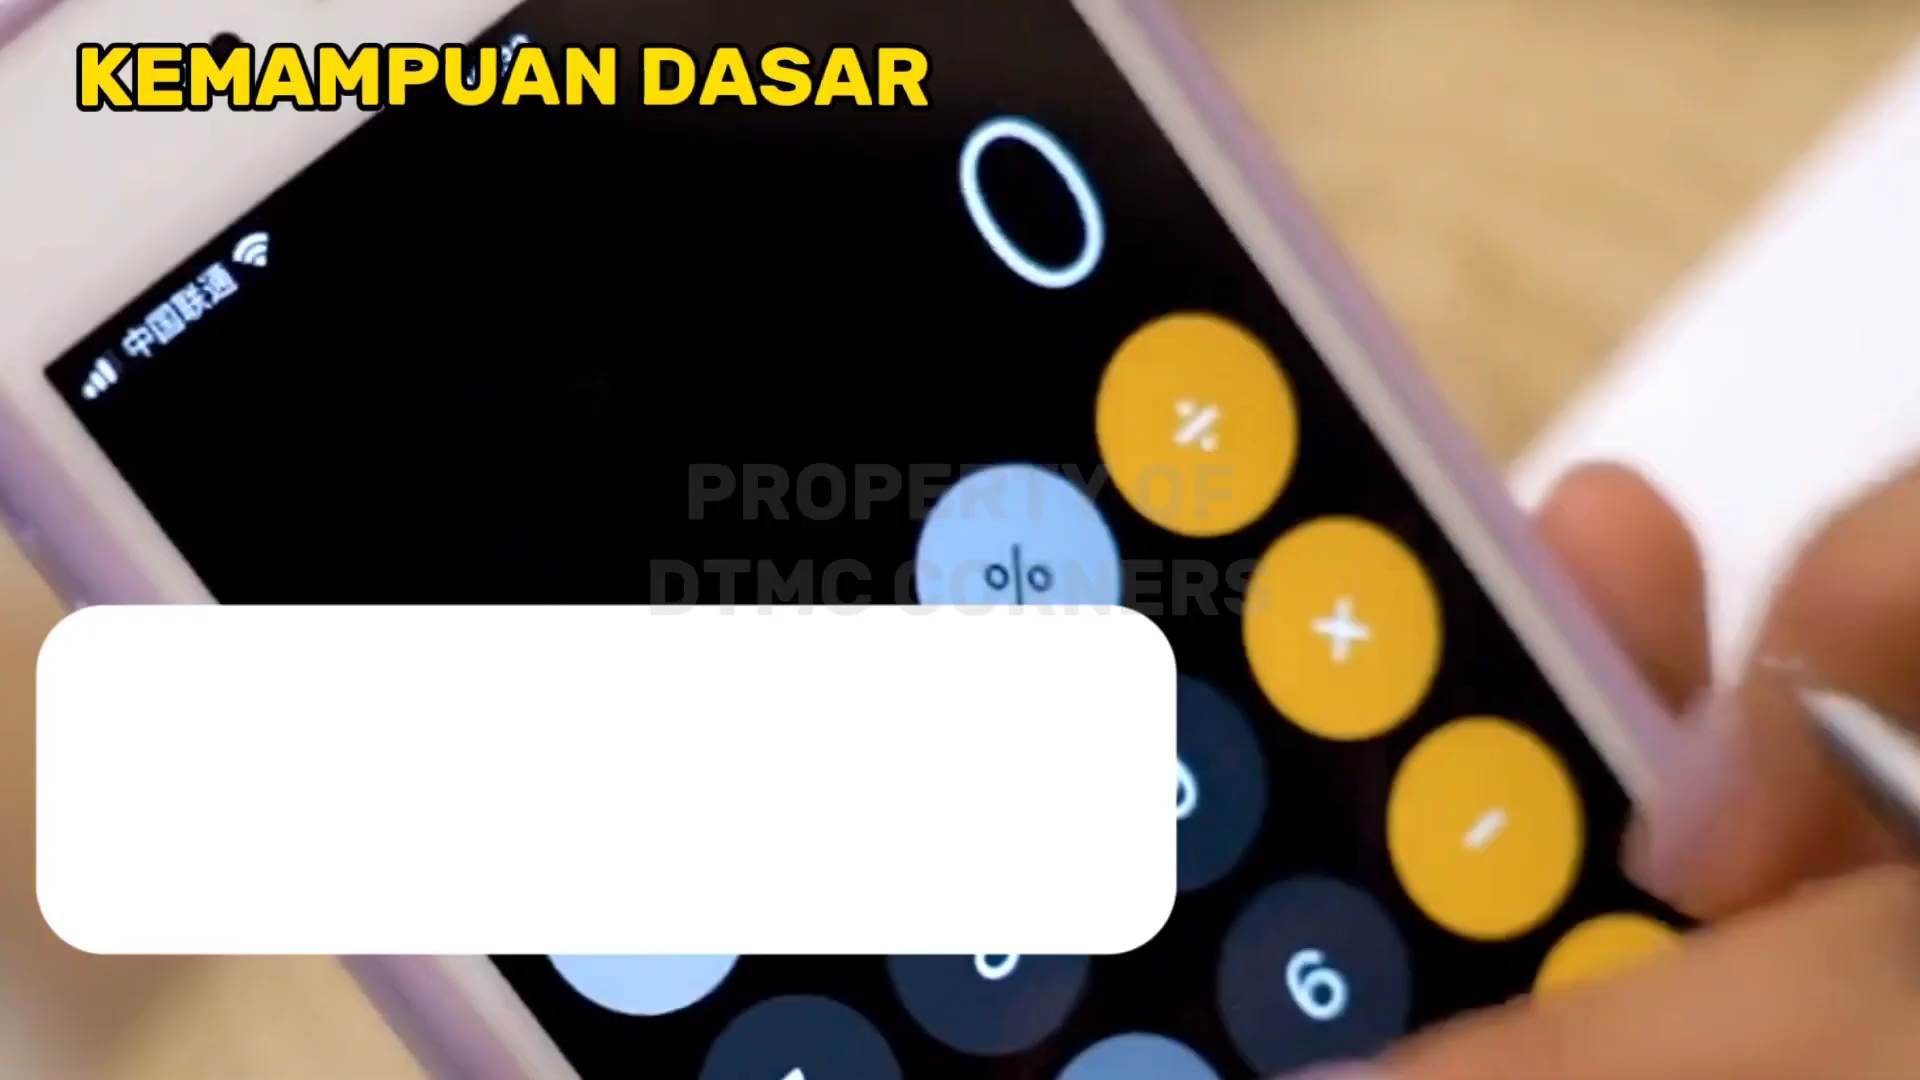 KEMAMPUAN DASAR
中国联通
0
%
PROPERTY OF
DTMC CORNERS
+
-
6